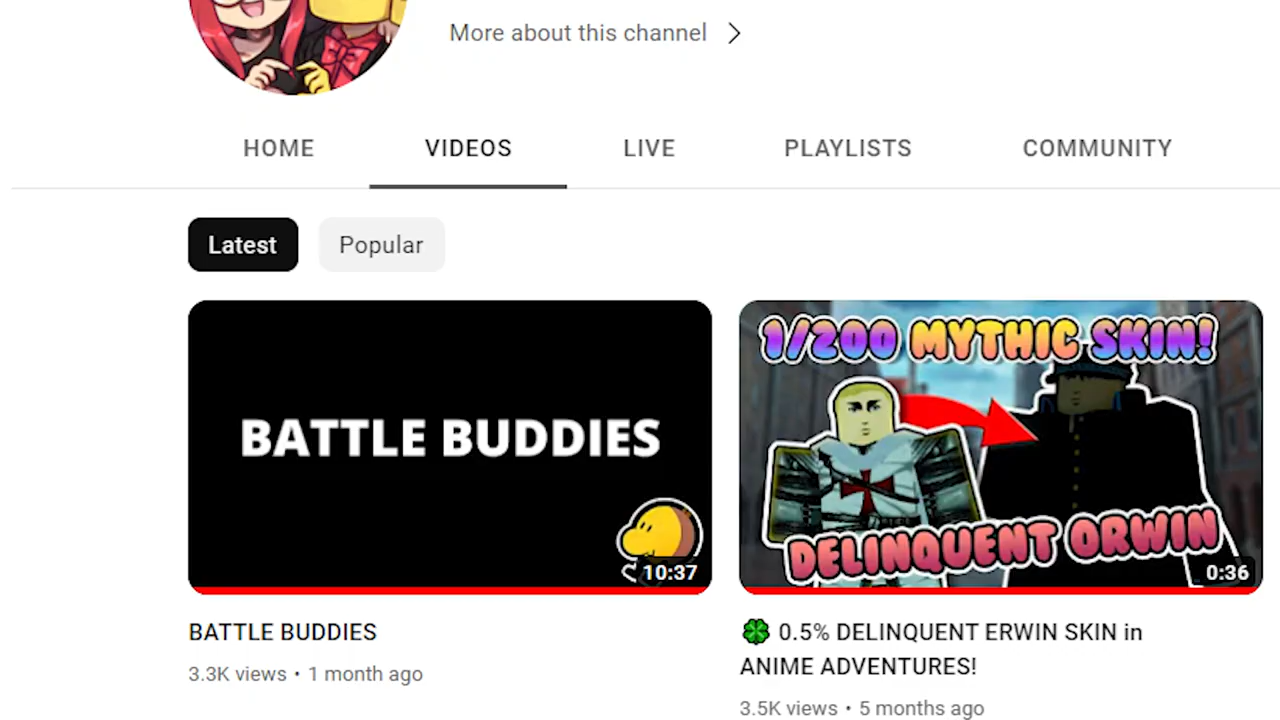 More about this channel
HOME VIDEOS LIVE PLAYLISTS COMMUNITY
Latest Popular
BATTLE BUDDIES
10:37
1/200 MYTHIC SKIN!
DELINQUENT ORWIN
0:36
BATTLE BUDDIES
3.3K views • 1 month ago
0.5% DELINQUENT ERWIN SKIN in
ANIME ADVENTURES!
3.5K views • 5 months ago